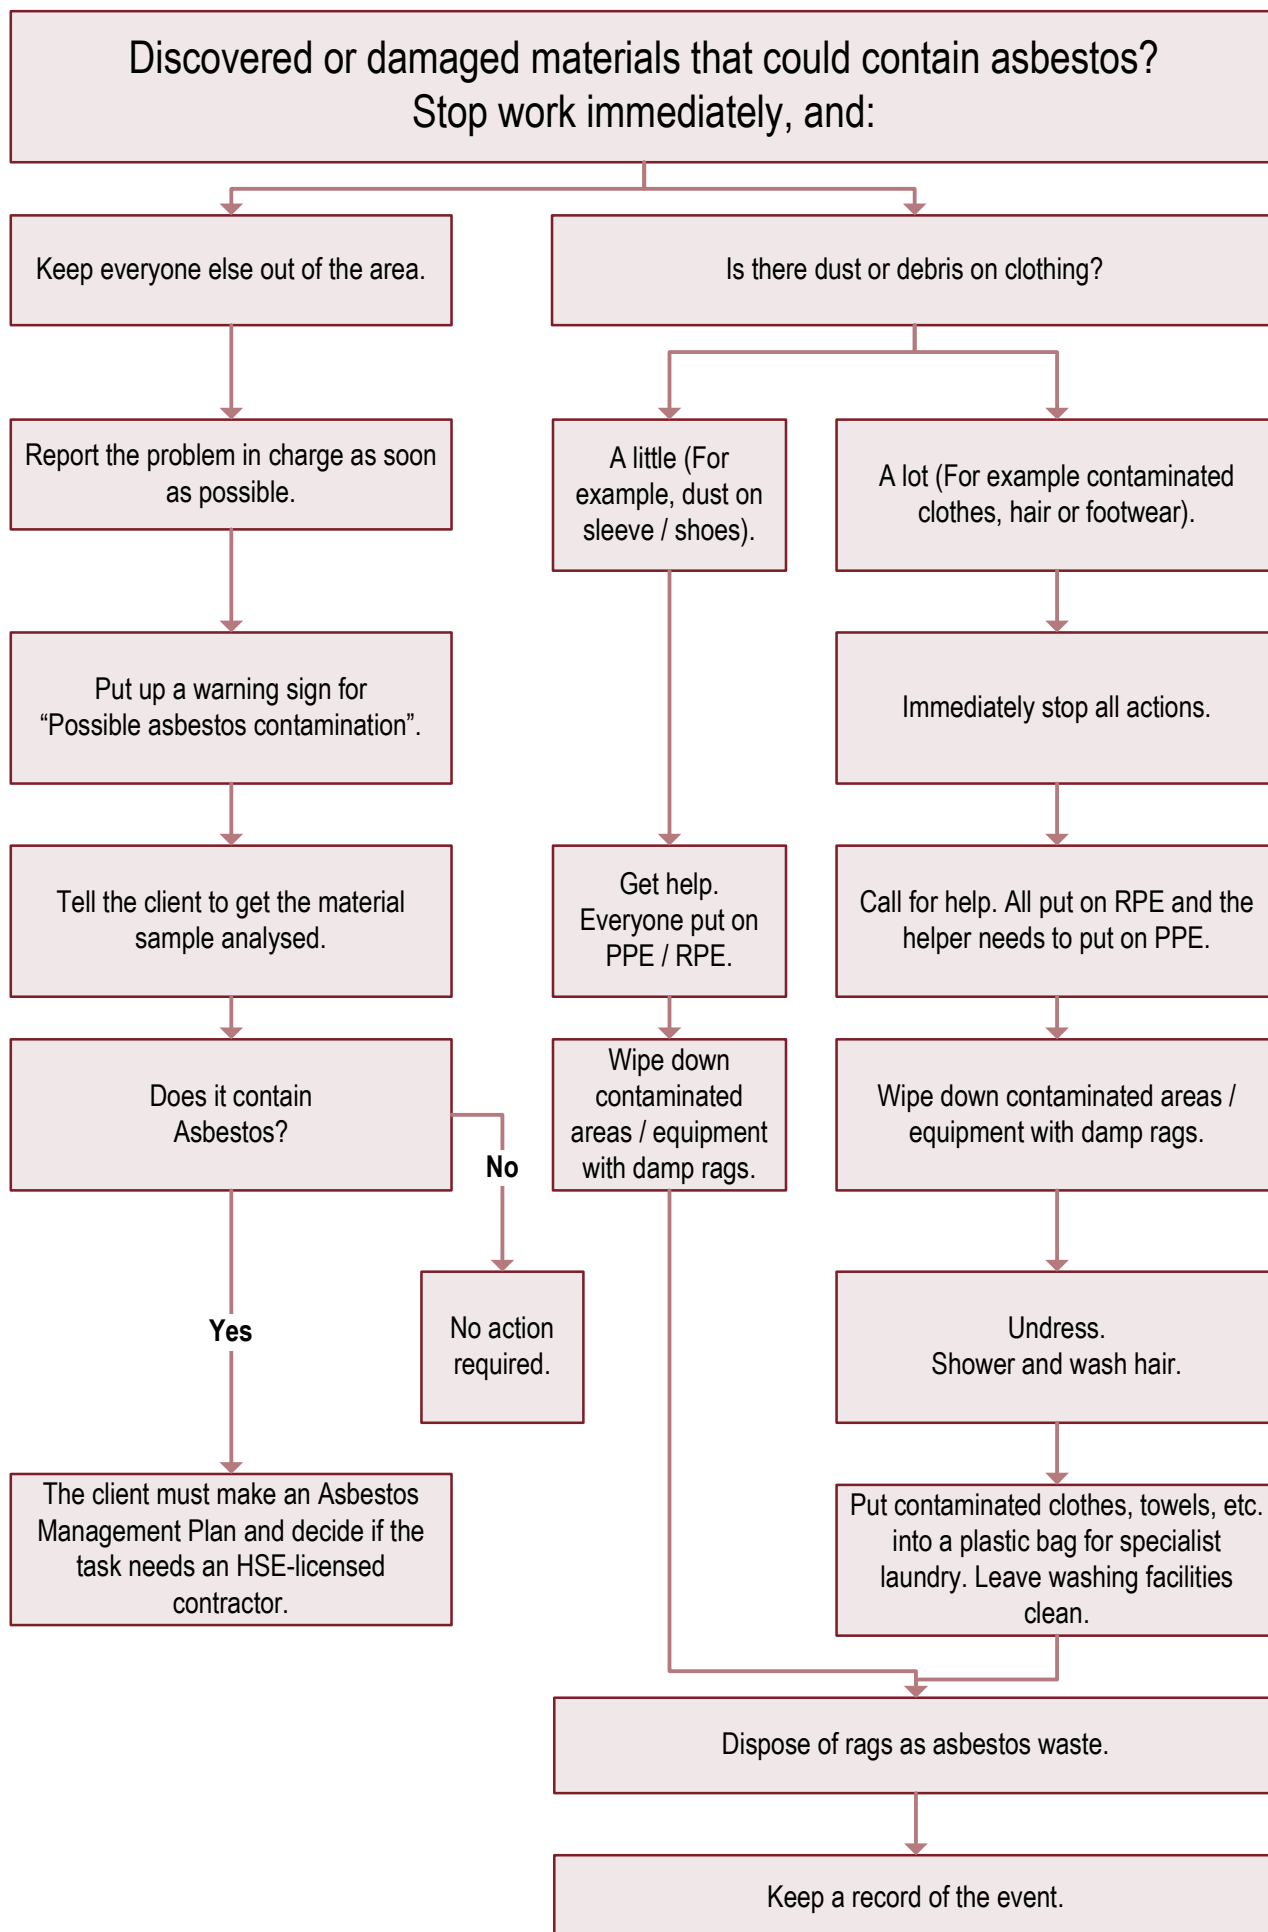 Discovered or damaged materials that could contain asbestos?
Stop work immediately, and:
Keep everyone else out of the area.
Is there dust or debris on clothing?
Report the problem in charge as soon
as possible.
A little (For
example, dust on
sleeve / shoes).
A lot (For example contaminated
clothes, hair or footwear).
Put up a warning sign for
“Possible asbestos contamination”.
Immediately stop all actions.
Tell the client to get the material
sample analysed.
Get help.
Everyone put on
PPE / RPE.
Call for help. All put on RPE and the
helper needs to put on PPE.
Does it contain
Asbestos?
No
Wipe down
contaminated
areas / equipment
with damp rags.
Wipe down contaminated areas /
equipment with damp rags.
Yes
No action
required.
Undress.
Shower and wash hair.
The client must make an Asbestos
Management Plan and decide if the
task needs an HSE-licensed
contractor.
Put contaminated clothes, towels, etc.
into a plastic bag for specialist
laundry. Leave washing facilities
clean.
Dispose of rags as asbestos waste.
Keep a record of the event.